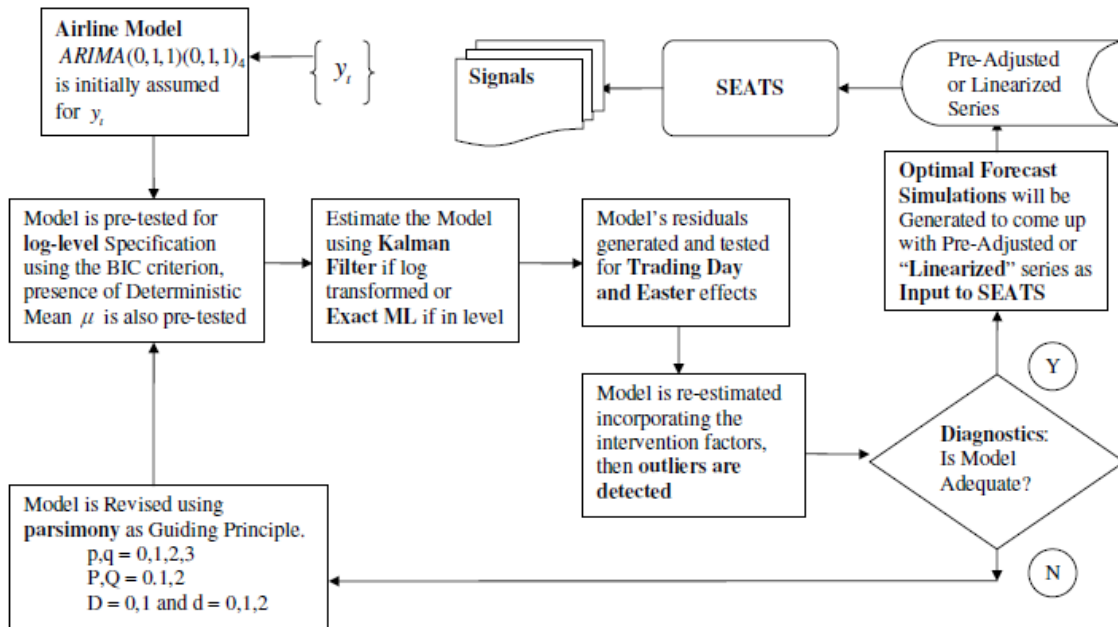 Airline Model
ARIMA(0,1,1)(0,1,1)₄
is initially assumed
for y_t
{ y_t }
Signals
SEATS
Pre-Adjusted
or Linearized
Series
Model is pre-tested for
log-level Specification
using the BIC criterion,
presence of Deterministic
Mean μ is also pre-tested
Estimate the Model
using Kalman
Filter if log
transformed or
Exact ML if in level
Model's residuals
generated and tested
for Trading Day
and Easter effects
Optimal Forecast
Simulations will be
Generated to come up
with Pre-Adjusted or
“Linearized” series as
Input to SEATS
Model is re-estimated
incorporating the
intervention factors,
then outliers are
detected
Y
Diagnostics:
Is Model
Adequate?
N
Model is Revised using
parsimony as Guiding Principle.
p,q = 0,1,2,3
P,Q = 0.1,2
D = 0,1 and d = 0,1,2